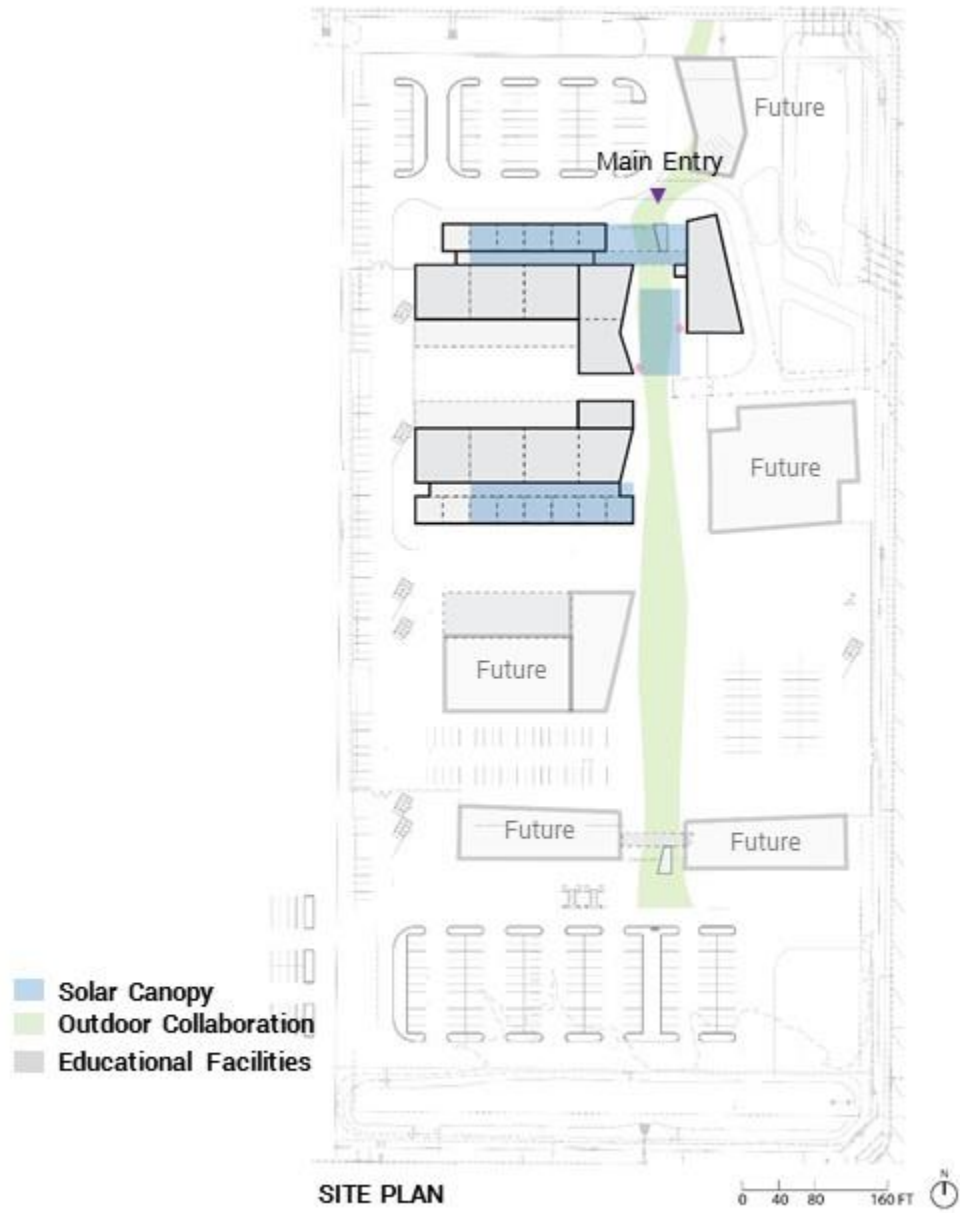 Future
Main Entry
Future
Future
Future
Future
Solar Canopy
Outdoor Collaboration
Educational Facilities
SITE PLAN
0 40 80 160 FT
N